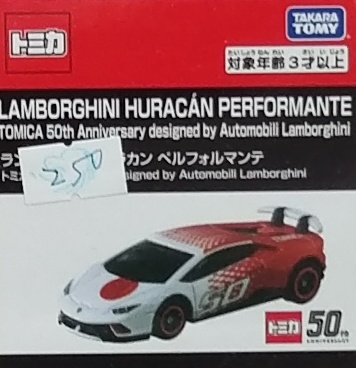 トミカ
TAKARA
TOMY
たいしょうねんれい さい いじょう
対象年齢3才以上
LAMBORGHINI HURACÁN PERFORMANTE
TOMICA 50th Anniversary designed by Automobili Lamborghini
ラン
カン ペルフォルマンテ
トミ
signed by Automobili Lamborghini
250
TOMICA
50
トミカ 50TH
ANNIVERSARY